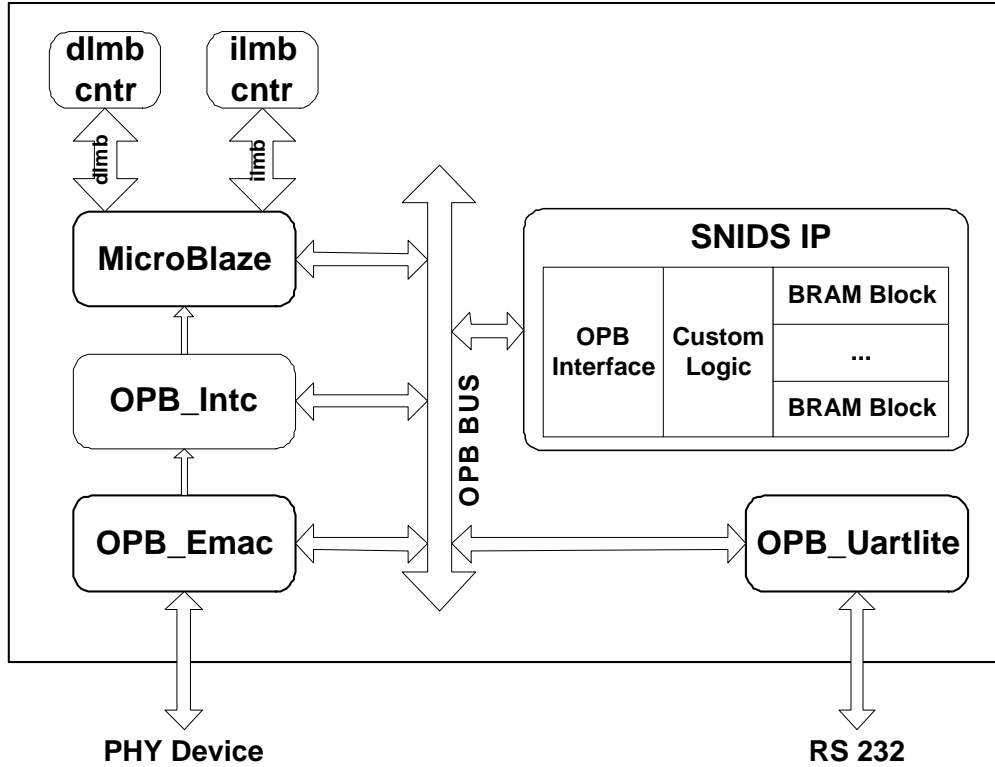 dlmb
cntr
ilmb
cntr
dlmb
ilmb
MicroBlaze
OPB_Intc
OPB_Emac
OPB BUS
SNIDS IP
OPB
Interface
Custom
Logic
BRAM Block
...
BRAM Block
OPB_Uartlite
PHY Device
RS 232